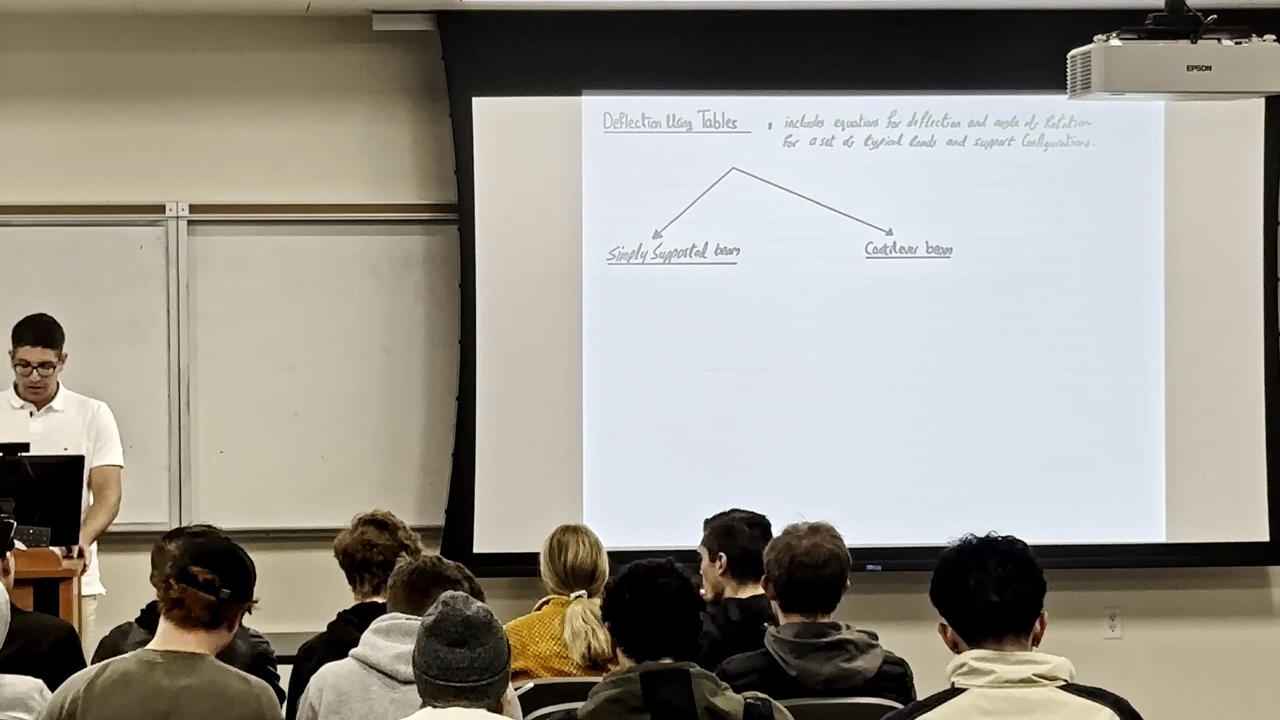 EPSON
Deflection Using Tables : includes equations for deflection and angle of Rotation
For a set of typical loads and support Configurations.
Simply Supported beam Cantilever beam